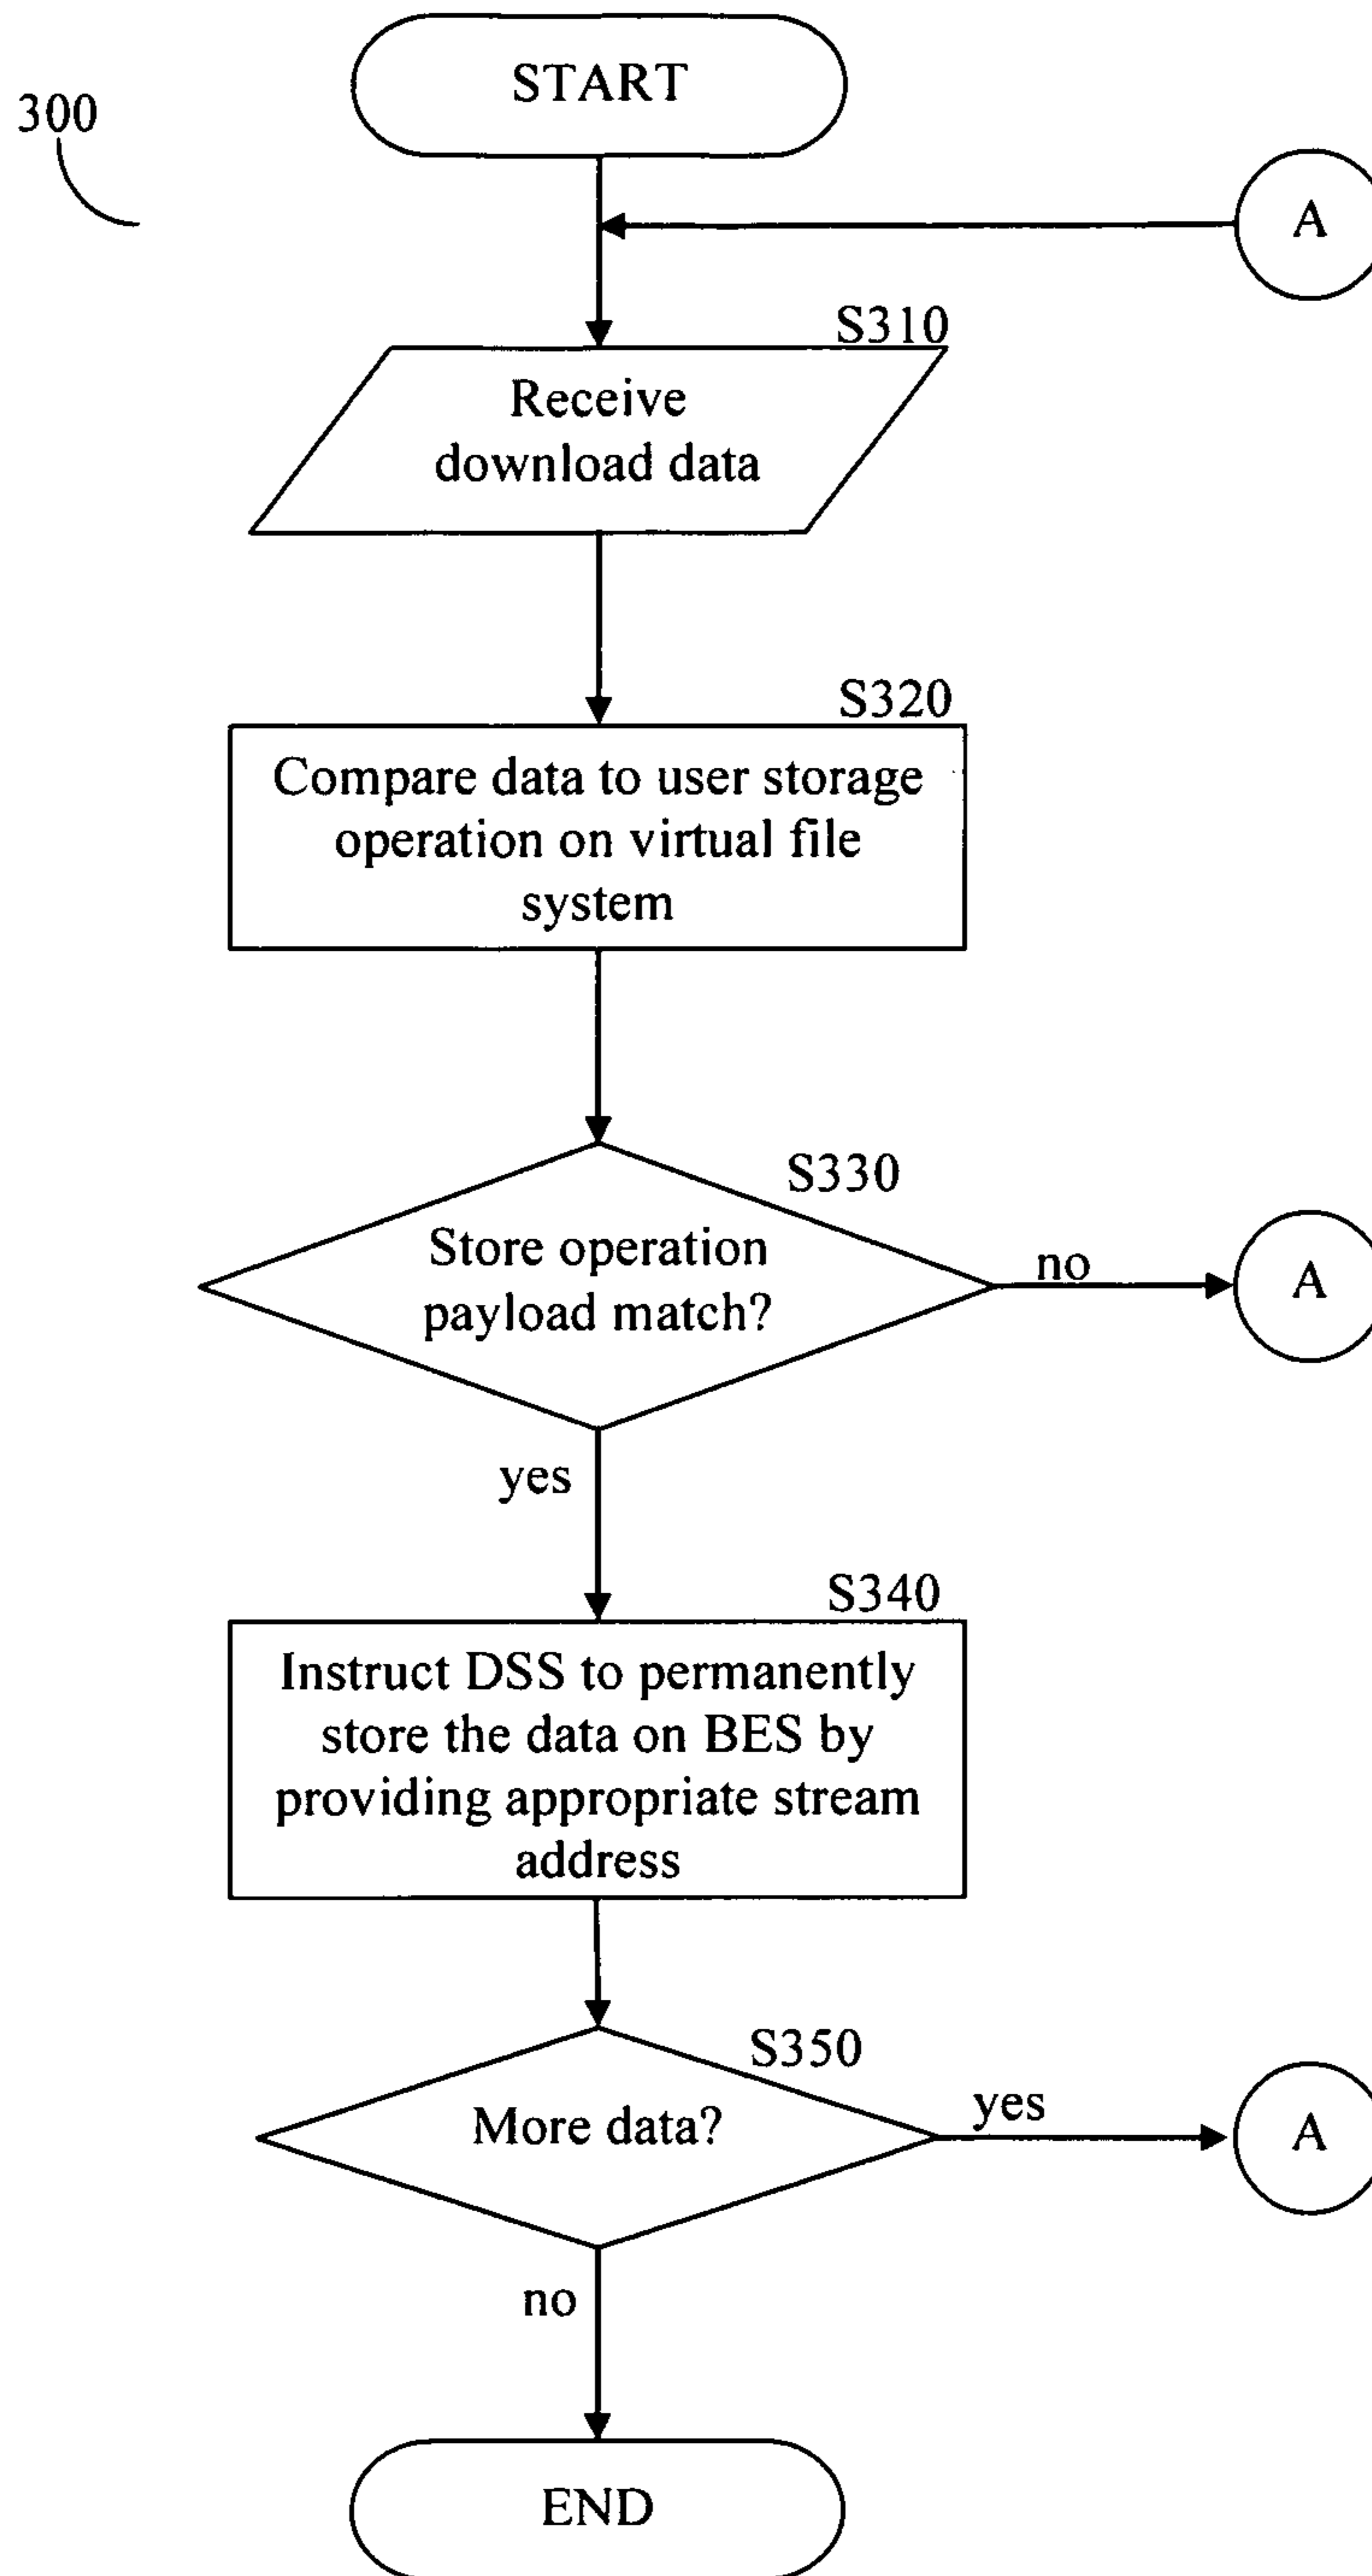 START
300
A
S310
Receive
download data
S320
Compare data to user storage
operation on virtual file
system
S330
Store operation
payload match?
no
A
yes
S340
Instruct DSS to permanently
store the data on BES by
providing appropriate stream
address
S350
More data?
yes
A
no
END